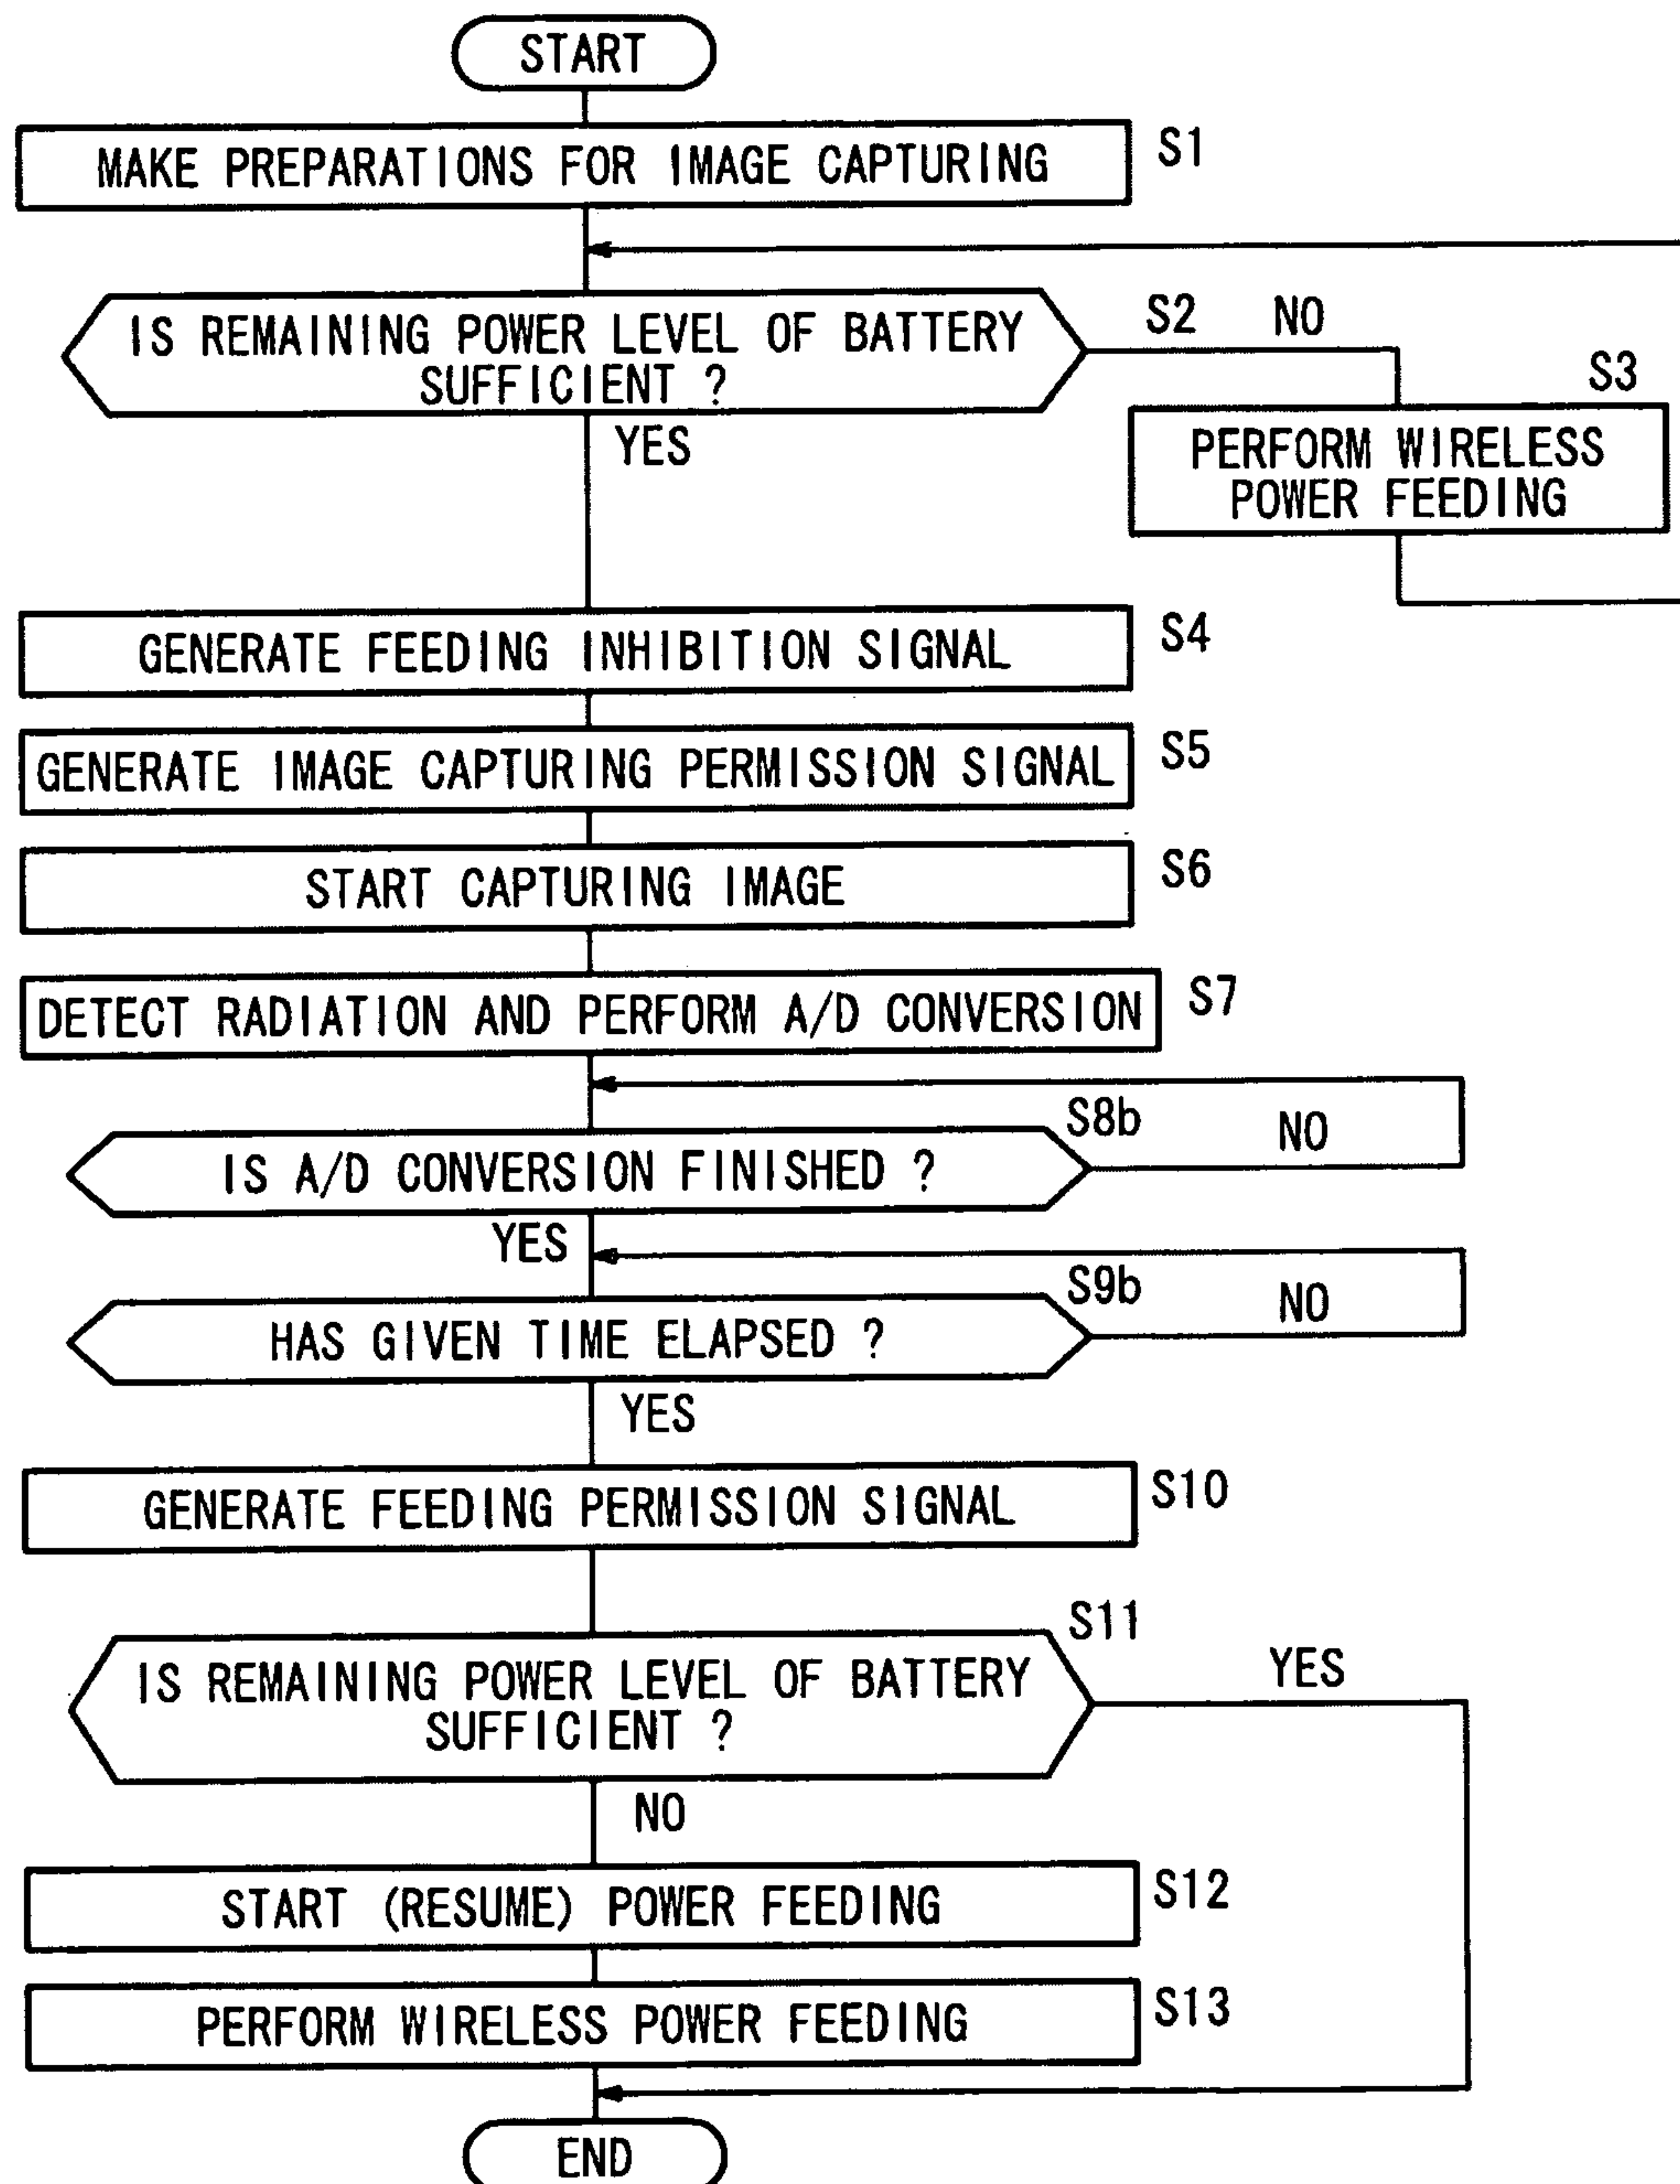 START
MAKE PREPARATIONS FOR IMAGE CAPTURING
S1
IS REMAINING POWER LEVEL OF BATTERY
SUFFICIENT ?
S2
NO
YES
S3
PERFORM WIRELESS
POWER FEEDING
GENERATE FEEDING INHIBITION SIGNAL
S4
GENERATE IMAGE CAPTURING PERMISSION SIGNAL
S5
START CAPTURING IMAGE
S6
DETECT RADIATION AND PERFORM A/D CONVERSION
S7
IS A/D CONVERSION FINISHED ?
S8b
NO
YES
HAS GIVEN TIME ELAPSED ?
S9b
NO
YES
GENERATE FEEDING PERMISSION SIGNAL
S10
IS REMAINING POWER LEVEL OF BATTERY
SUFFICIENT ?
S11
YES
NO
START (RESUME) POWER FEEDING
S12
PERFORM WIRELESS POWER FEEDING
S13
END